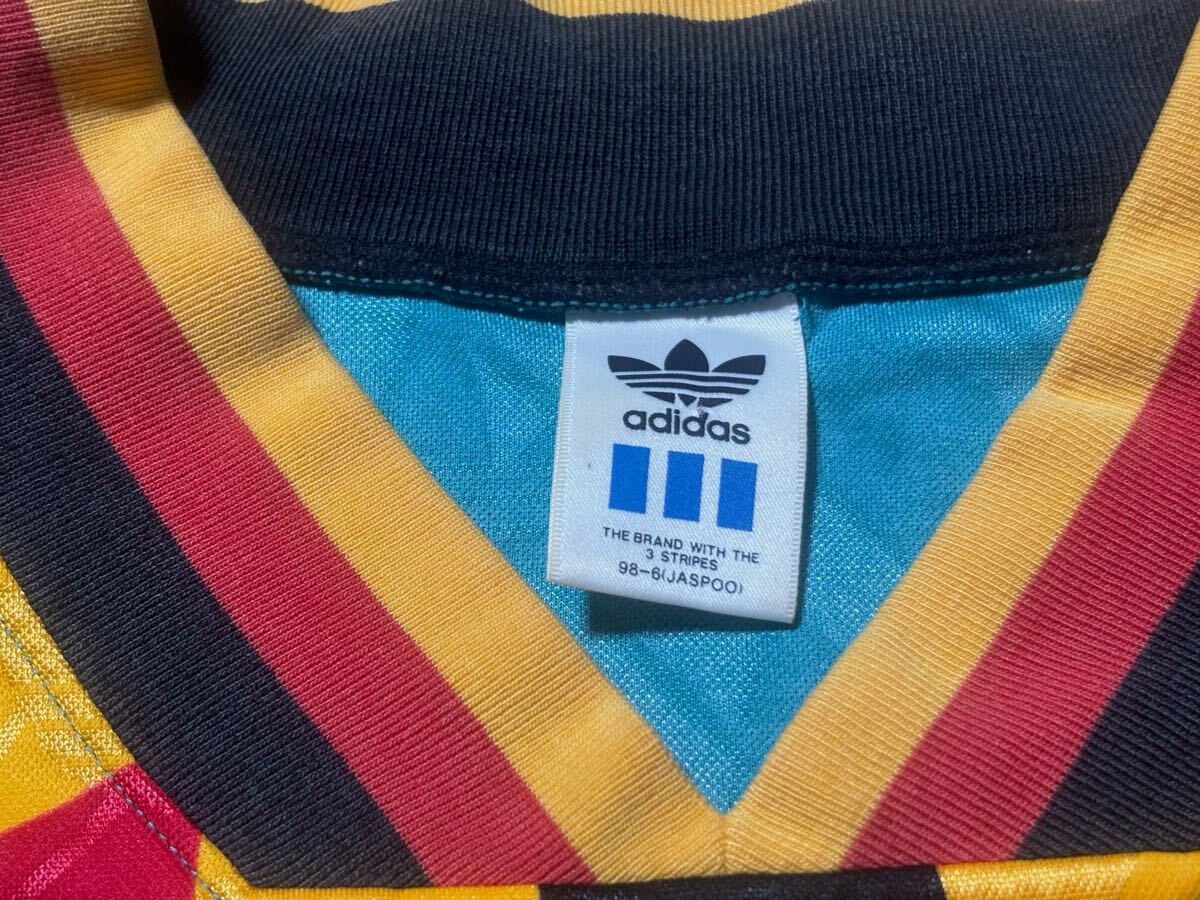 adidas
THE BRAND WITH THE
3 STRIPES
98-6(JASPOO)